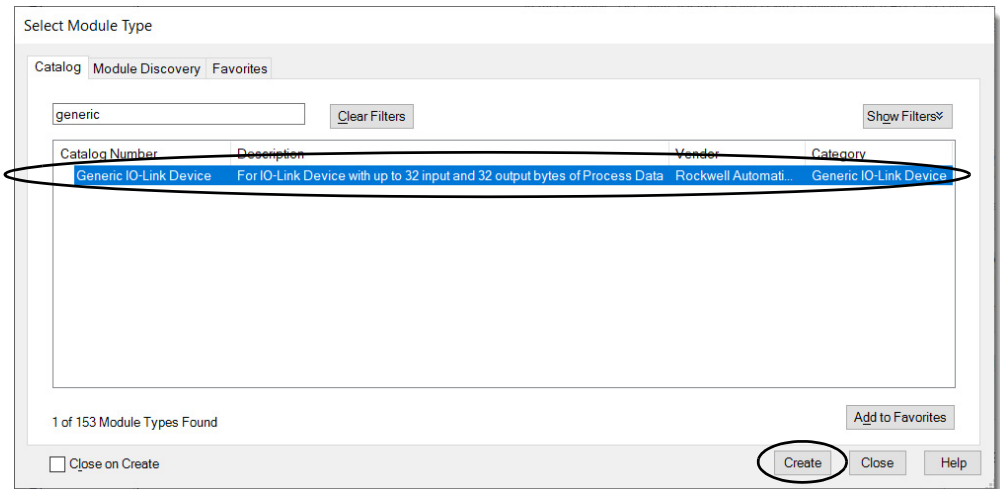 Select Module Type
Catalog Module Discovery Favorites
generic Clear Filters Show Filters
Catalog Number Description Vendor Category
Generic IO-Link Device For IO-Link Device with up to 32 input and 32 output bytes of Process Data Rockwell Automati... Generic IO-Link Device
1 of 153 Module Types Found Add to Favorites
Close on Create Create Close Help